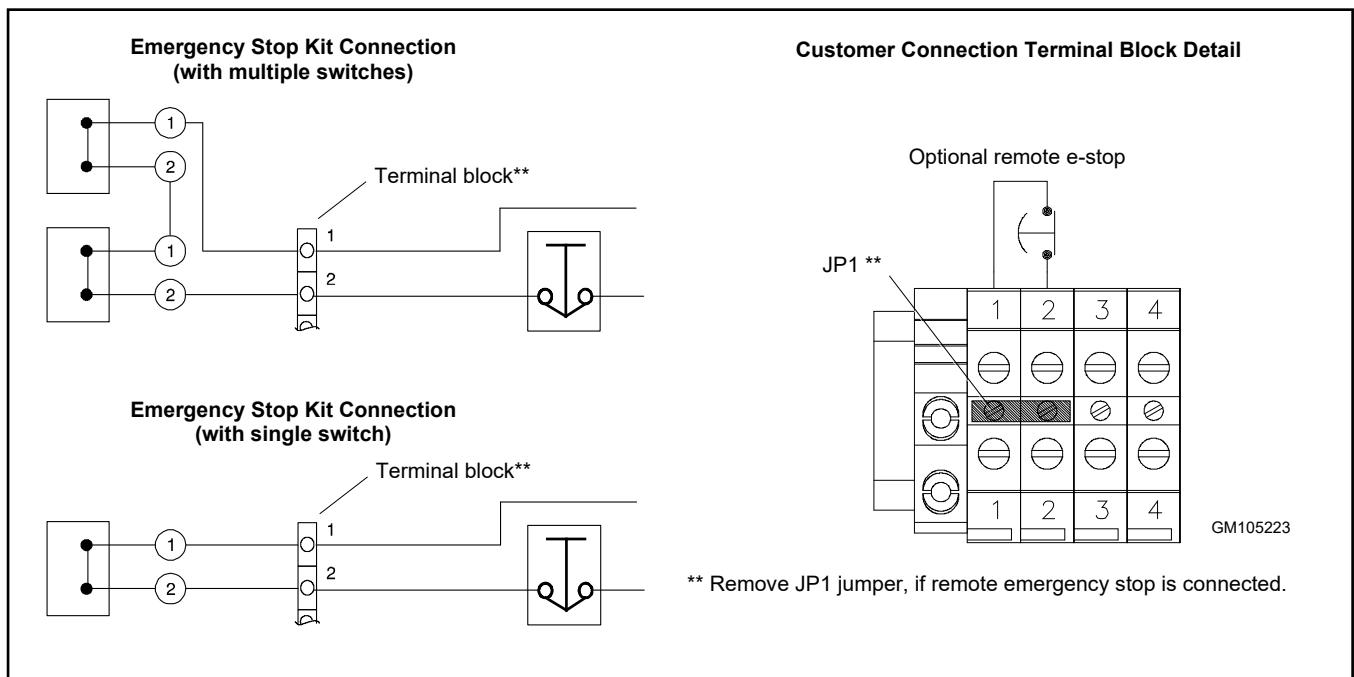 Emergency Stop Kit Connection
(with multiple switches)
1
2
1
2
Terminal block**
1
2
Emergency Stop Kit Connection
(with single switch)
1
2
Terminal block**
1
2
Customer Connection Terminal Block Detail
Optional remote e-stop
JP1 **
1 2 3 4
1 2 3 4
GM105223
** Remove JP1 jumper, if remote emergency stop is connected.